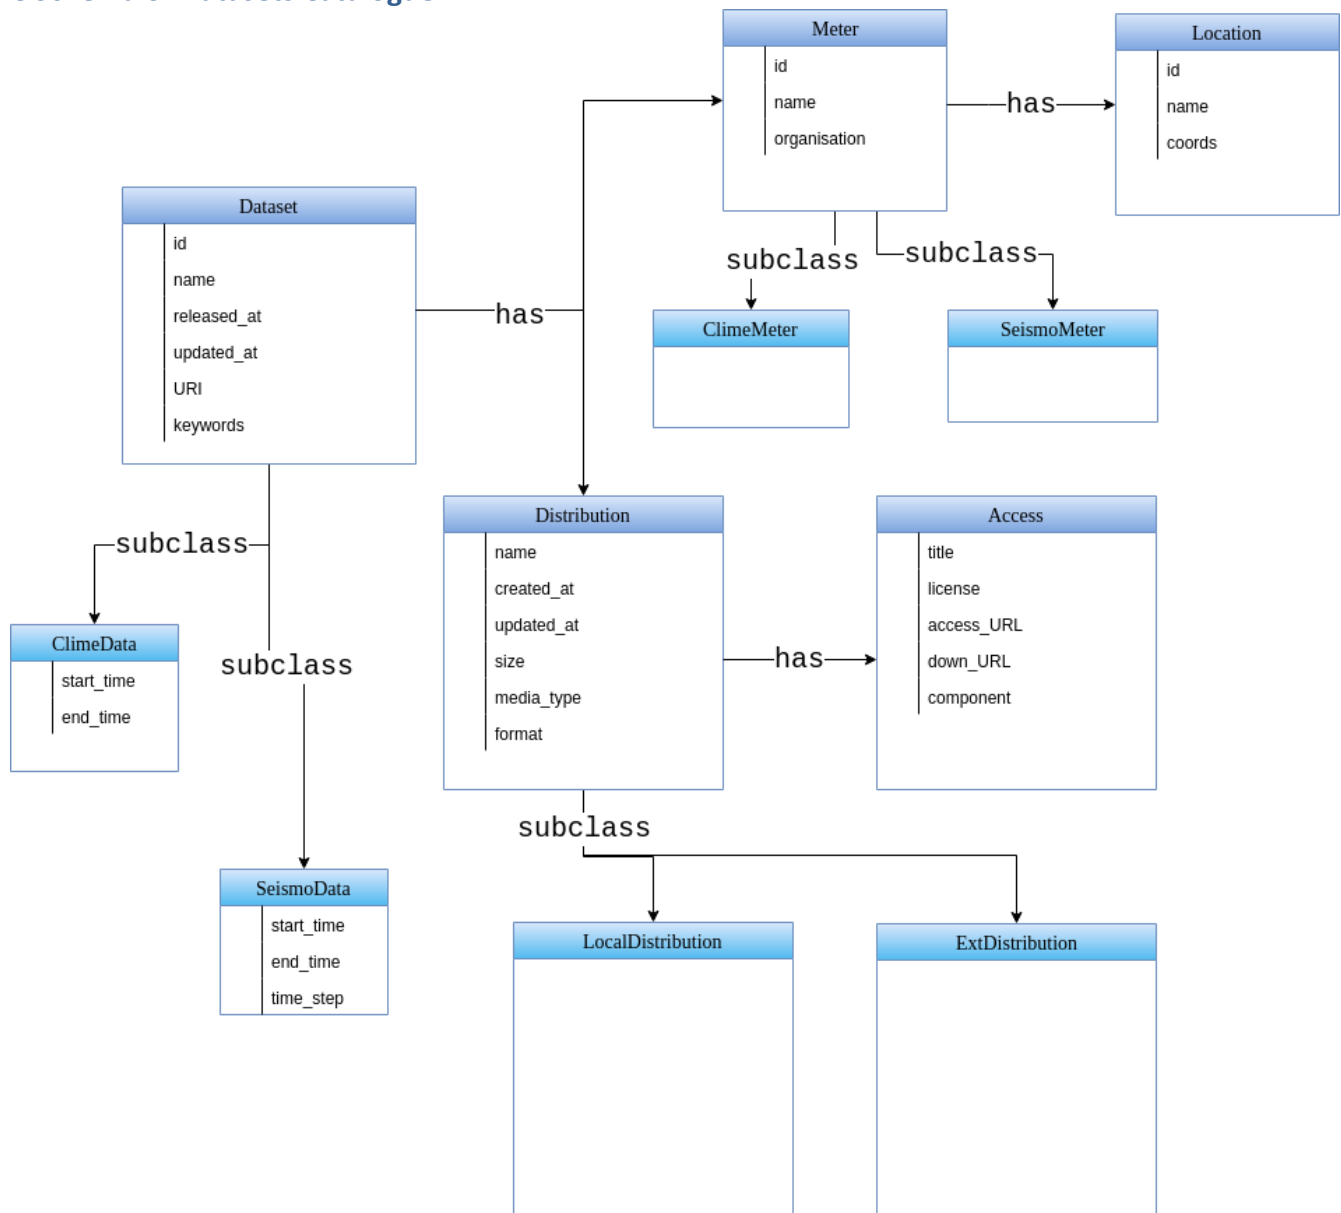 Meter
id
name
organisation
has
Location
id
name
coords
Dataset
id
name
released_at
updated_at
URI
keywords
has
subclass
subclass
ClimeMeter
SeismoMeter
Distribution
name
created_at
updated_at
size
media_type
format
has
Access
title
license
access_URL
down_URL
component
subclass
ClimeData
start_time
end_time
subclass
SeismoData
start_time
end_time
time_step
subclass
LocalDistribution
ExtDistribution